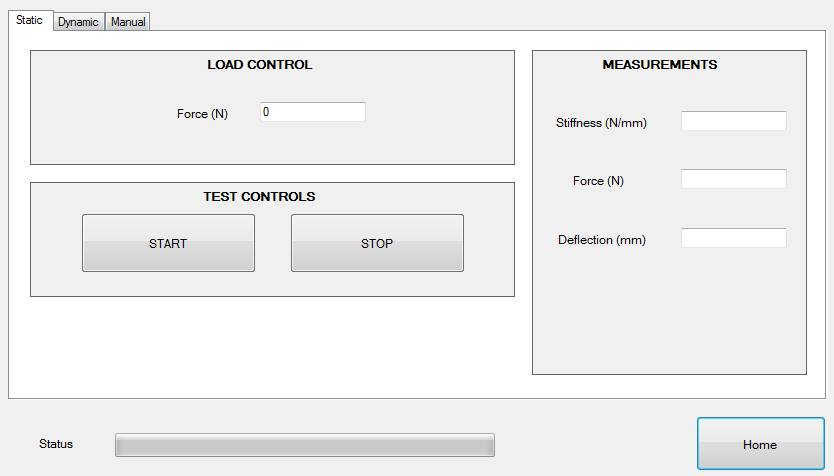 Static Dynamic Manual
LOAD CONTROL
Force (N) 0
TEST CONTROLS
START STOP
MEASUREMENTS
Stiffness (N/mm)
Force (N)
Deflection (mm)
Status
Home